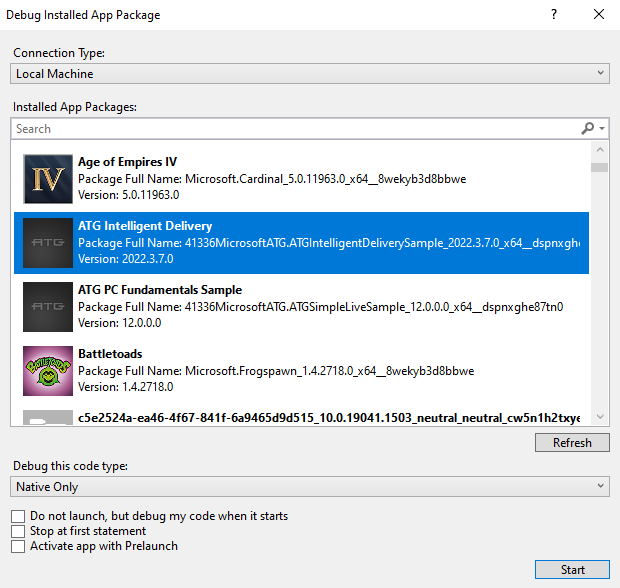 Debug Installed App Package
?
Connection Type:
Local Machine
Installed App Packages:
Search
IV
Age of Empires IV
Package Full Name: Microsoft.Cardinal_5.0.11963.0_x64__8wekyb3d8bbwe
Version: 5.0.11963.0
ATG
ATG Intelligent Delivery
Package Full Name: 41336MicrosoftATG.ATGIntelligentDeliverySample_2022.3.7.0_x64__dspnxghe
Version: 2022.3.7.0
ATG
ATG PC Fundamentals Sample
Package Full Name: 41336MicrosoftATG.ATGSimpleLiveSample_12.0.0.0_x64__dspnxghe87tn0
Version: 12.0.0.0
BATTLETOADS
Battletoads
Package Full Name: Microsoft.Frogspawn_1.4.2718.0_x64__8wekyb3d8bbwe
Version: 1.4.2718.0
c5e2524a-ea46-4f67-841f-6a9465d9d515_10.0.19041.1503_neutral_neutral_cw5n1h2txye
Refresh
Debug this code type:
Native Only
Do not launch, but debug my code when it starts
Stop at first statement
Activate app with Prelaunch
Start